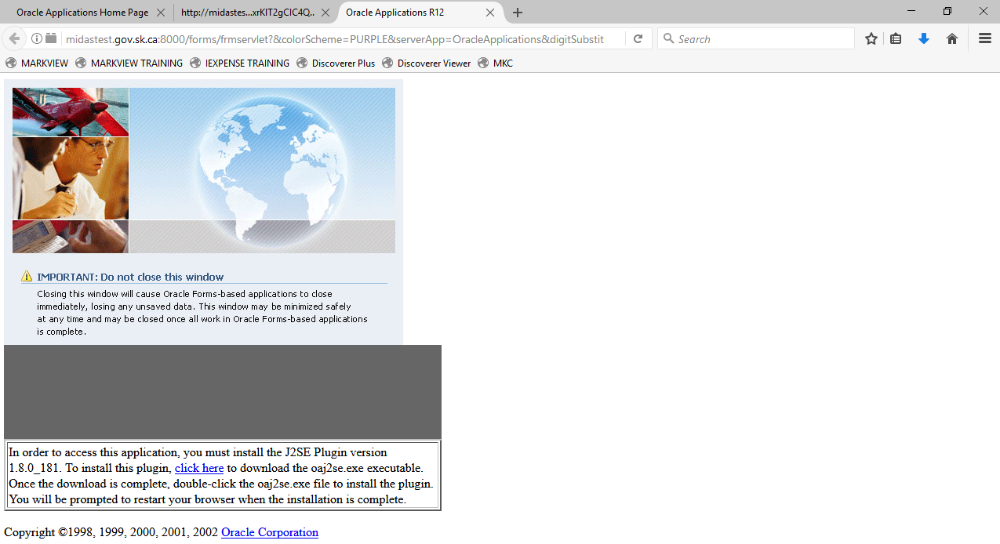 Oracle Applications Home Page
http://midastes...xrKIT2gCIC4Q..
Oracle Applications R12
midastest.gov.sk.ca:8000/forms/frmservlet?&colorScheme=PURPLE&serverApp=OracleApplications&digitSubstit
Search
MARKVIEW
MARKVIEW TRAINING
IEXPENSE TRAINING
Discoverer Plus
Discoverer Viewer
MKC
IMPORTANT: Do not close this window
Closing this window will cause Oracle Forms-based applications to close
immediately, losing any unsaved data. This window may be minimized safely
at any time and may be closed once all work in Oracle Forms-based applications
is complete.
In order to access this application, you must install the J2SE Plugin version
1.8.0_181. To install this plugin, click here to download the oaj2se.exe executable.
Once the download is complete, double-click the oaj2se.exe file to install the plugin.
You will be prompted to restart your browser when the installation is complete.
Copyright ©1998, 1999, 2000, 2001, 2002 Oracle Corporation